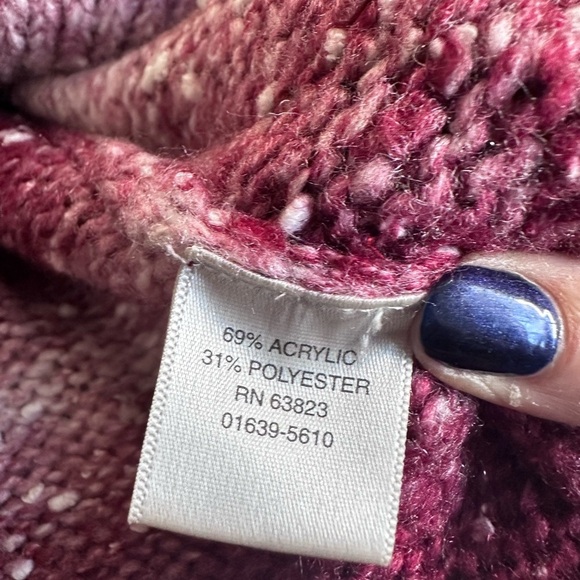 69% ACRYLIC
31% POLYESTER
RN 63823
01639-5610